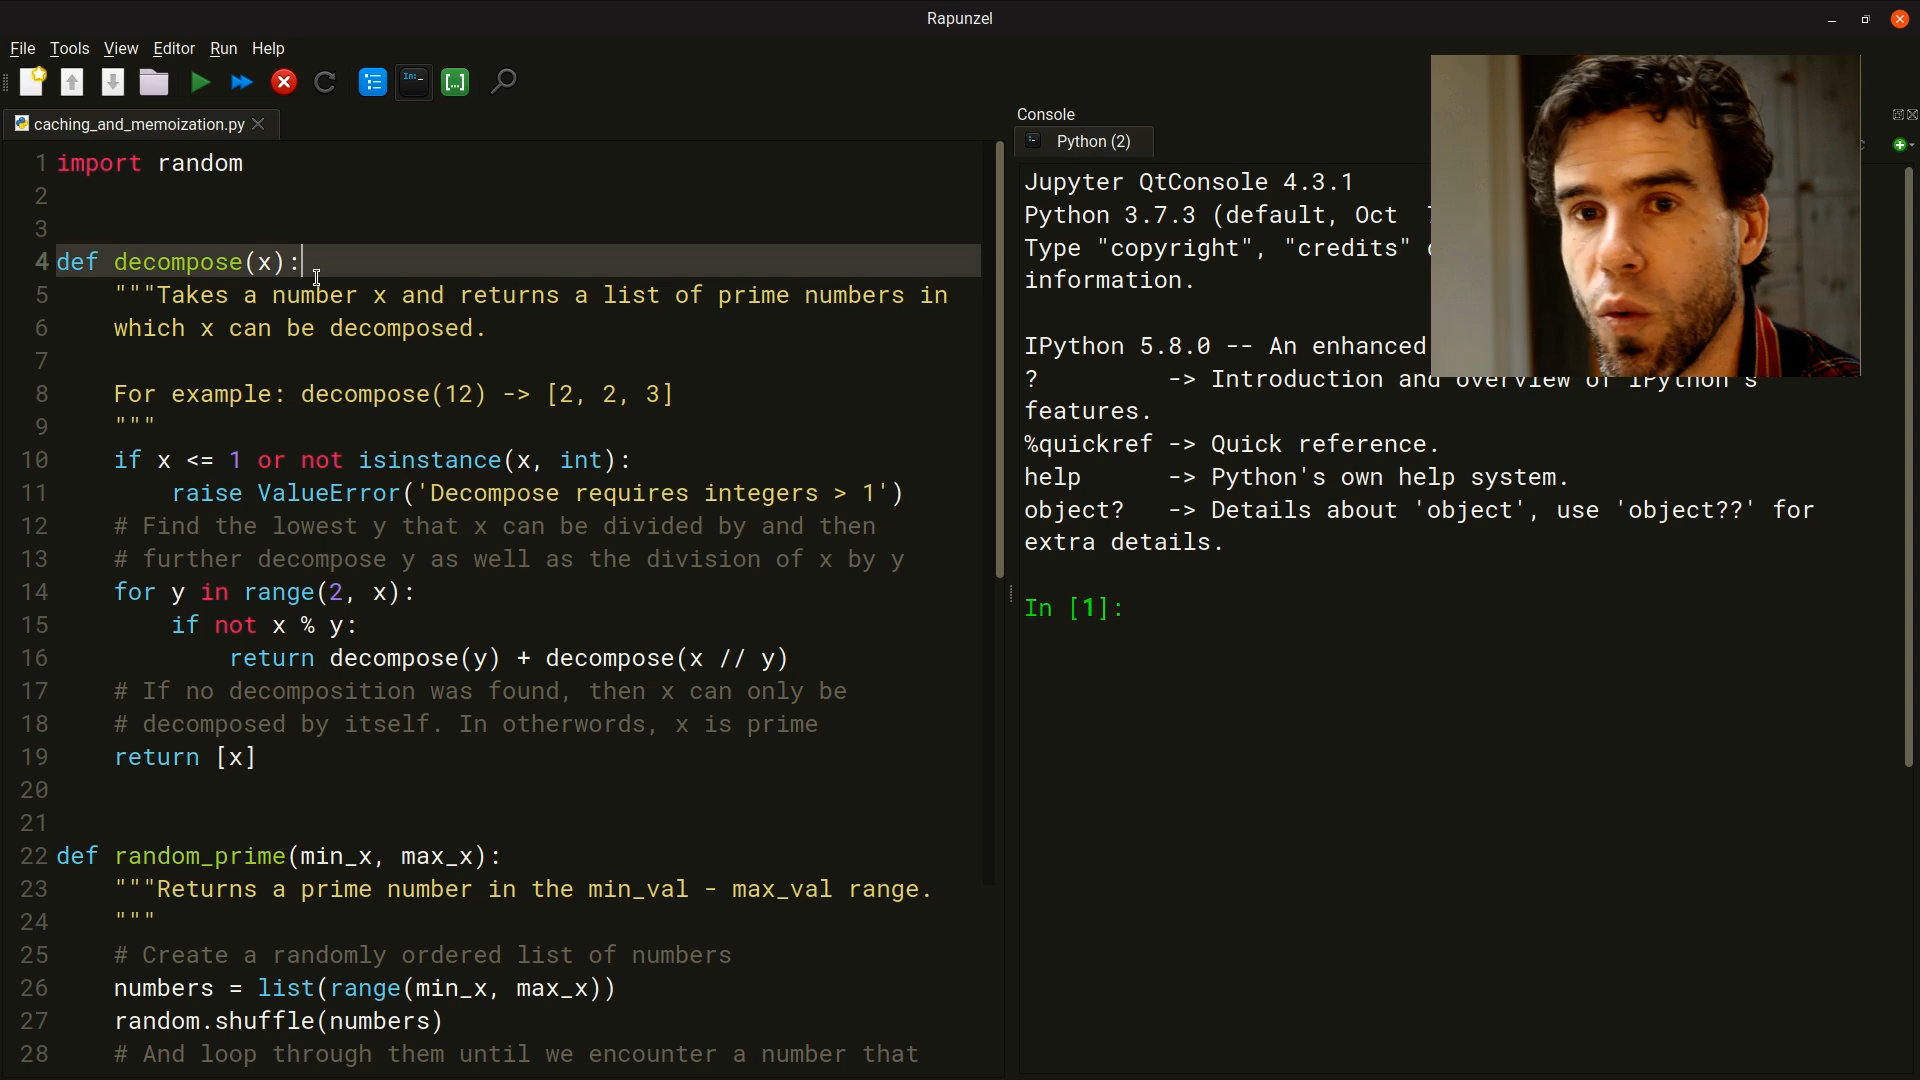 Rapunzel
File Tools View Editor Run Help
In:_
[.]
caching_and_memoization.py
1 import random
2
3
4 def decompose(x):
5 """Takes a number x and returns a list of prime numbers in
6 which x can be decomposed.
7
8 For example: decompose(12) -> [2, 2, 3]
9 """
10 if x <= 1 or not isinstance(x, int):
11 raise ValueError('Decompose requires integers > 1')
12 # Find the lowest y that x can be divided by and then
13 # further decompose y as well as the division of x by y
14 for y in range(2, x):
15 if not x % y:
16 return decompose(y) + decompose(x // y)
17 # If no decomposition was found, then x can only be
18 # decomposed by itself. In otherwords, x is prime
19 return [x]
20
21
22 def random_prime(min_x, max_x):
23 """Returns a prime number in the min_val - max_val range.
24 """
25 # Create a randomly ordered list of numbers
26 numbers = list(range(min_x, max_x))
27 random.shuffle(numbers)
28 # And loop through them until we encounter a number that
Console
Python (2)
Jupyter QtConsole 4.3.1
Python 3.7.3 (default, Oct
Type "copyright", "credits"
information.
IPython 5.8.0 -- An enhanced
? -> Introduction and overview of IPython's
features.
%quickref -> Quick reference.
help -> Python's own help system.
object? -> Details about 'object', use 'object??' for
extra details.
In [1]: